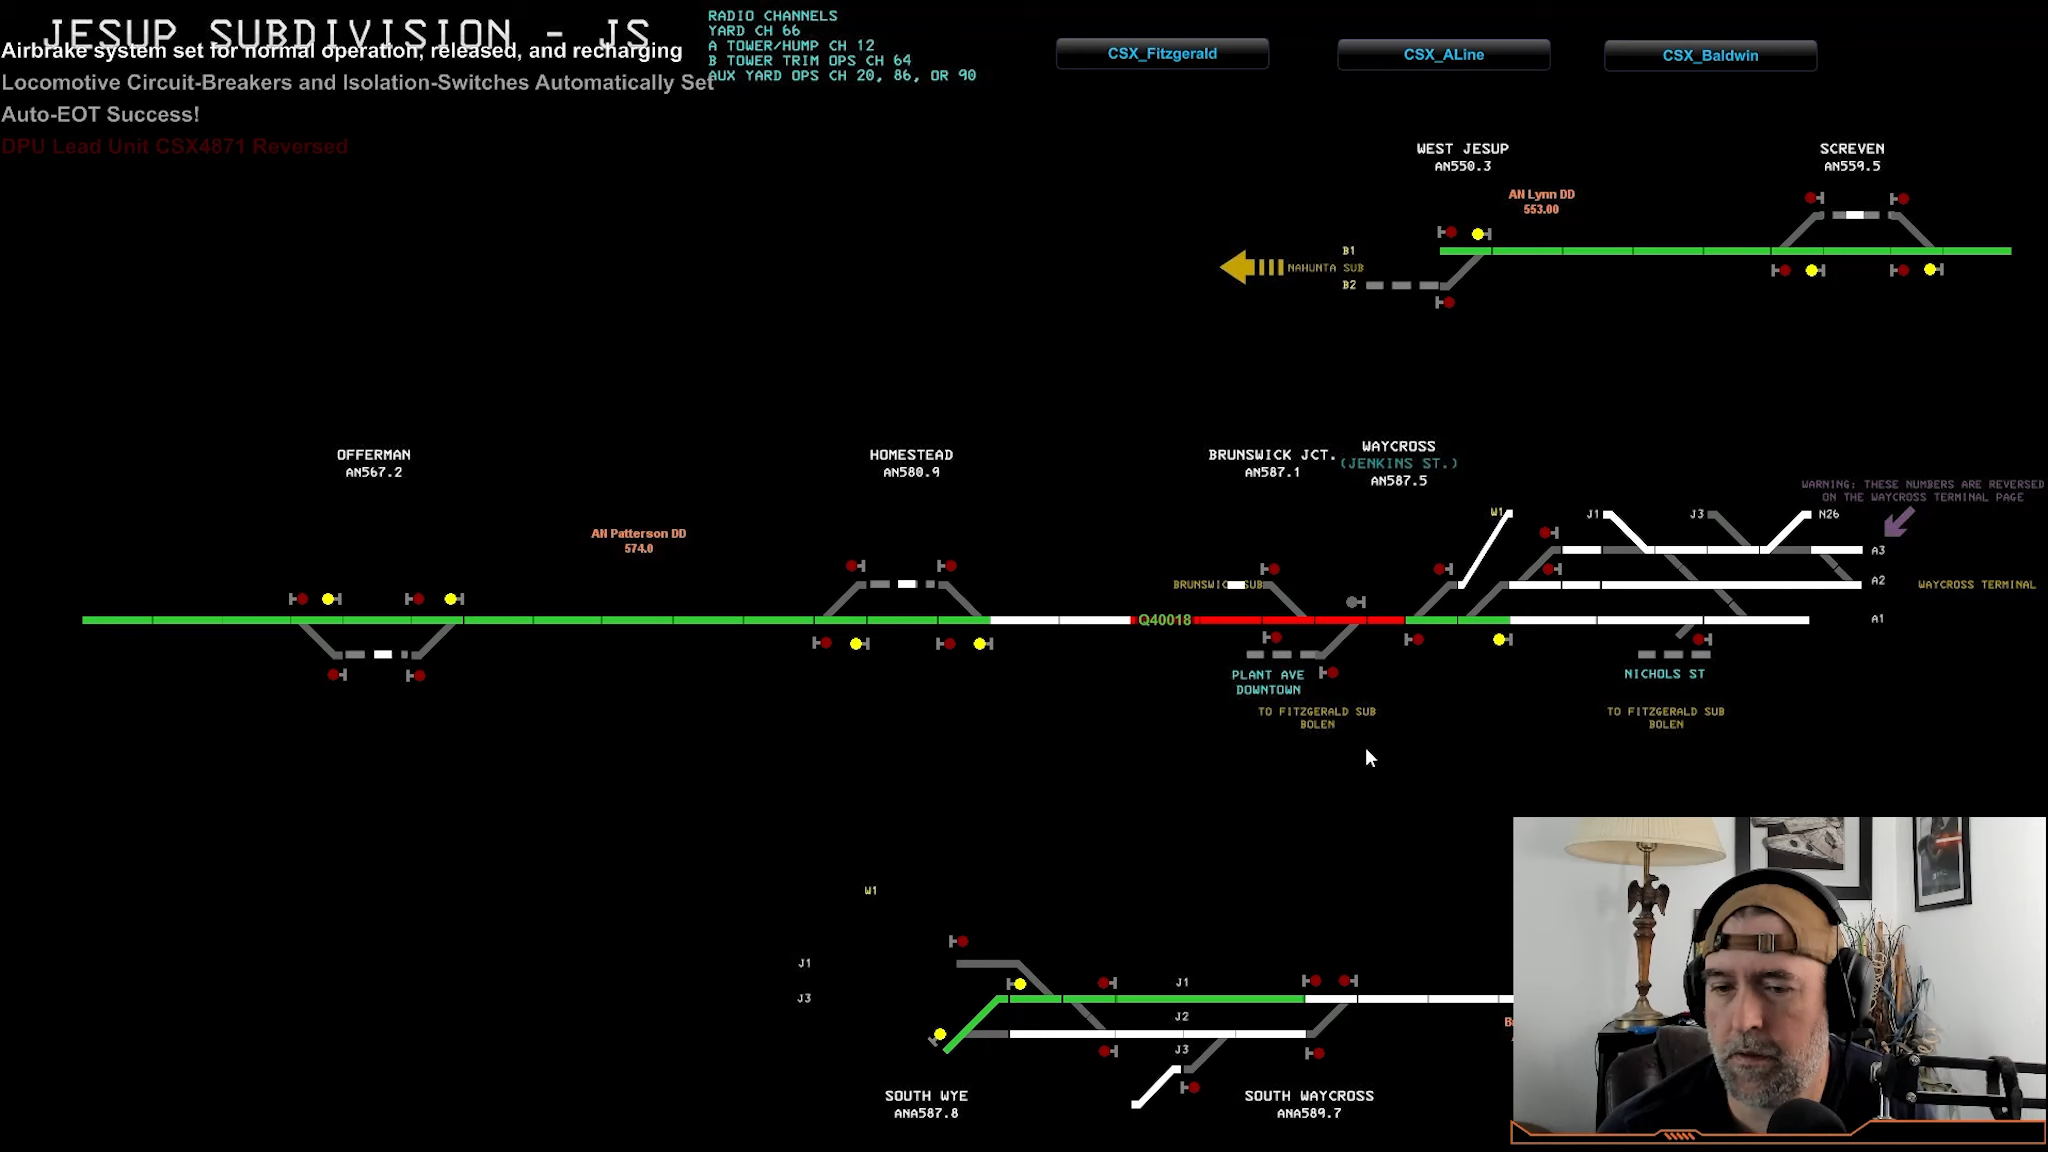 JESUP SUBDIVISION - JS
Airbrake system set for normal operation, released, and recharging
Locomotive Circuit-Breakers and Isolation-Switches Automatically Set
Auto-EOT Success!
DPU Lead Unit CSX4871 Reversed
RADIO CHANNELS
YARD CH 66
A TOWER/HUMP CH 12
B TOWER TRIM OPS CH 64
AUX YARD OPS CH 20, 86, OR 90
CSX_Fitzgerald
CSX_ALine
CSX_Baldwin
WEST JESUP
AN550.3
SCREVEN
AN559.5
AN Lynn DD
553.00
B1
NAHUNTA SUB
B2
OFFERMAN
AN567.2
HOMESTEAD
AN580.9
BRUNSWICK JCT.
AN587.1
WAYCROSS
(JENKINS ST.)
AN587.5
WARNING: THESE NUMBERS ARE REVERSED
ON THE WAYCROSS TERMINAL PAGE
AN Patterson DD
574.0
W1
J1
J3
N26
A3
A2
WAYCROSS TERMINAL
A1
BRUNSWIC SUB
Q40018
PLANT AVE
DOWNTOWN
NICHOLS ST
TO FITZGERALD SUB
BOLEN
TO FITZGERALD SUB
BOLEN
W1
J1
J3
J1
J2
J3
SOUTH WYE
ANA587.8
SOUTH WAYCROSS
ANA589.7